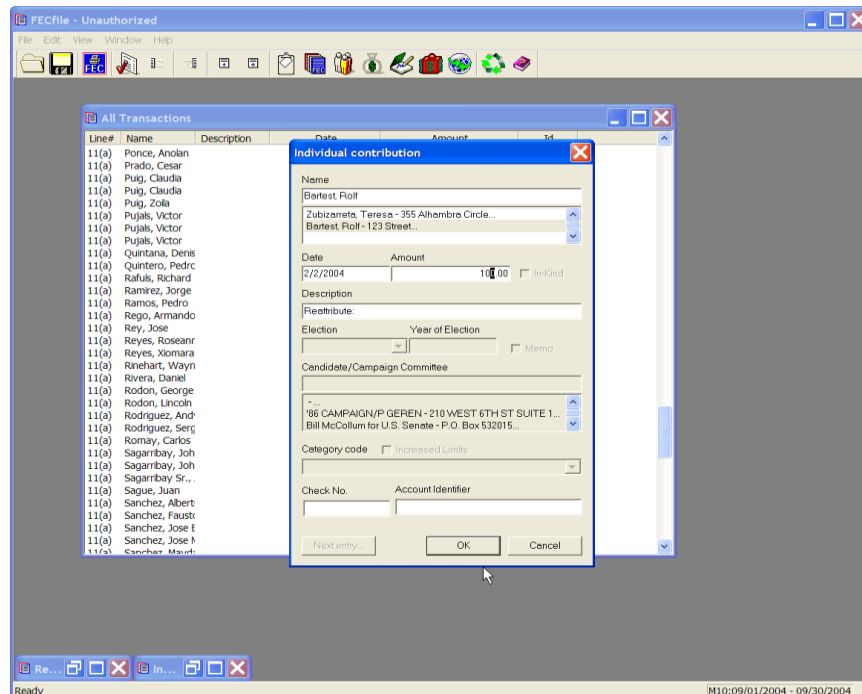 FECfile - Unauthorized
File Edit View Window Help
All Transactions
Line# Name Description Date Amount Id
11(a) Ponce, Anolan
11(a) Prado, Cesar
11(a) Puig, Claudia
11(a) Puig, Claudia
11(a) Puig, Zoila
11(a) Pujals, Victor
11(a) Pujals, Victor
11(a) Pujals, Victor
11(a) Quintana, Denis
11(a) Quintero, Pedro
11(a) Rafuls, Richard
11(a) Ramirez, Jorge
11(a) Ramos, Pedro
11(a) Rego, Armando
11(a) Rey, Jose
11(a) Reyes, Roseann
11(a) Reyes, Xiomara
11(a) Rinehart, Wayn
11(a) Rivera, Daniel
11(a) Rodon, George
11(a) Rodon, Lincoln
11(a) Rodriguez, And
11(a) Rodriguez, Serg
11(a) Romay, Carlos
11(a) Sagarribay, Joh
11(a) Sagarribay, Joh
11(a) Sagarribay Sr., .
11(a) Sague, Juan
11(a) Sanchez, Albert
11(a) Sanchez, Fausto
11(a) Sanchez, Jose E
11(a) Sanchez, Jose M
11(a) Sanchez, Mayd
Individual contribution
Name
Bartest, Rolf
Zubizarreta, Teresa - 355 Alhambra Circle...
Bartest, Rolf - 123 Street...
Date Amount
2/2/2004 In-Kind
Description
Reattribute:
Election Year of Election
Memo
Candidate/Campaign Committee
- ...
'86 CAMPAIGN/P GEREN - 210 WEST 6TH ST SUITE 1...
Bill McCollum for U.S. Senate - P.O. Box 532015...
Category code Increased Limits
Check No. Account Identifier
Next entry... OK Cancel
Re... In...
Ready M10:09/01/2004 - 09/30/2004